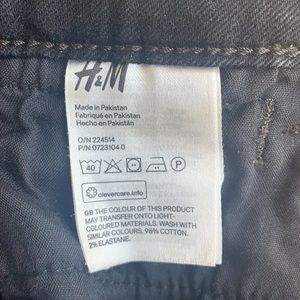 H&M
Made in Pakistan
Fabriqué en Pakistan
Hecho en Pakistán
O/N 224514
P/N 0723104 0
40 P
clevercare.info
GB THE COLOUR OF THIS PRODUCT
MAY TRANSFER ONTO LIGHT-
COLOURED MATERIALS. WASH WITH
SIMILAR COLOURS. 98% COTTON.
2% ELASTANE.